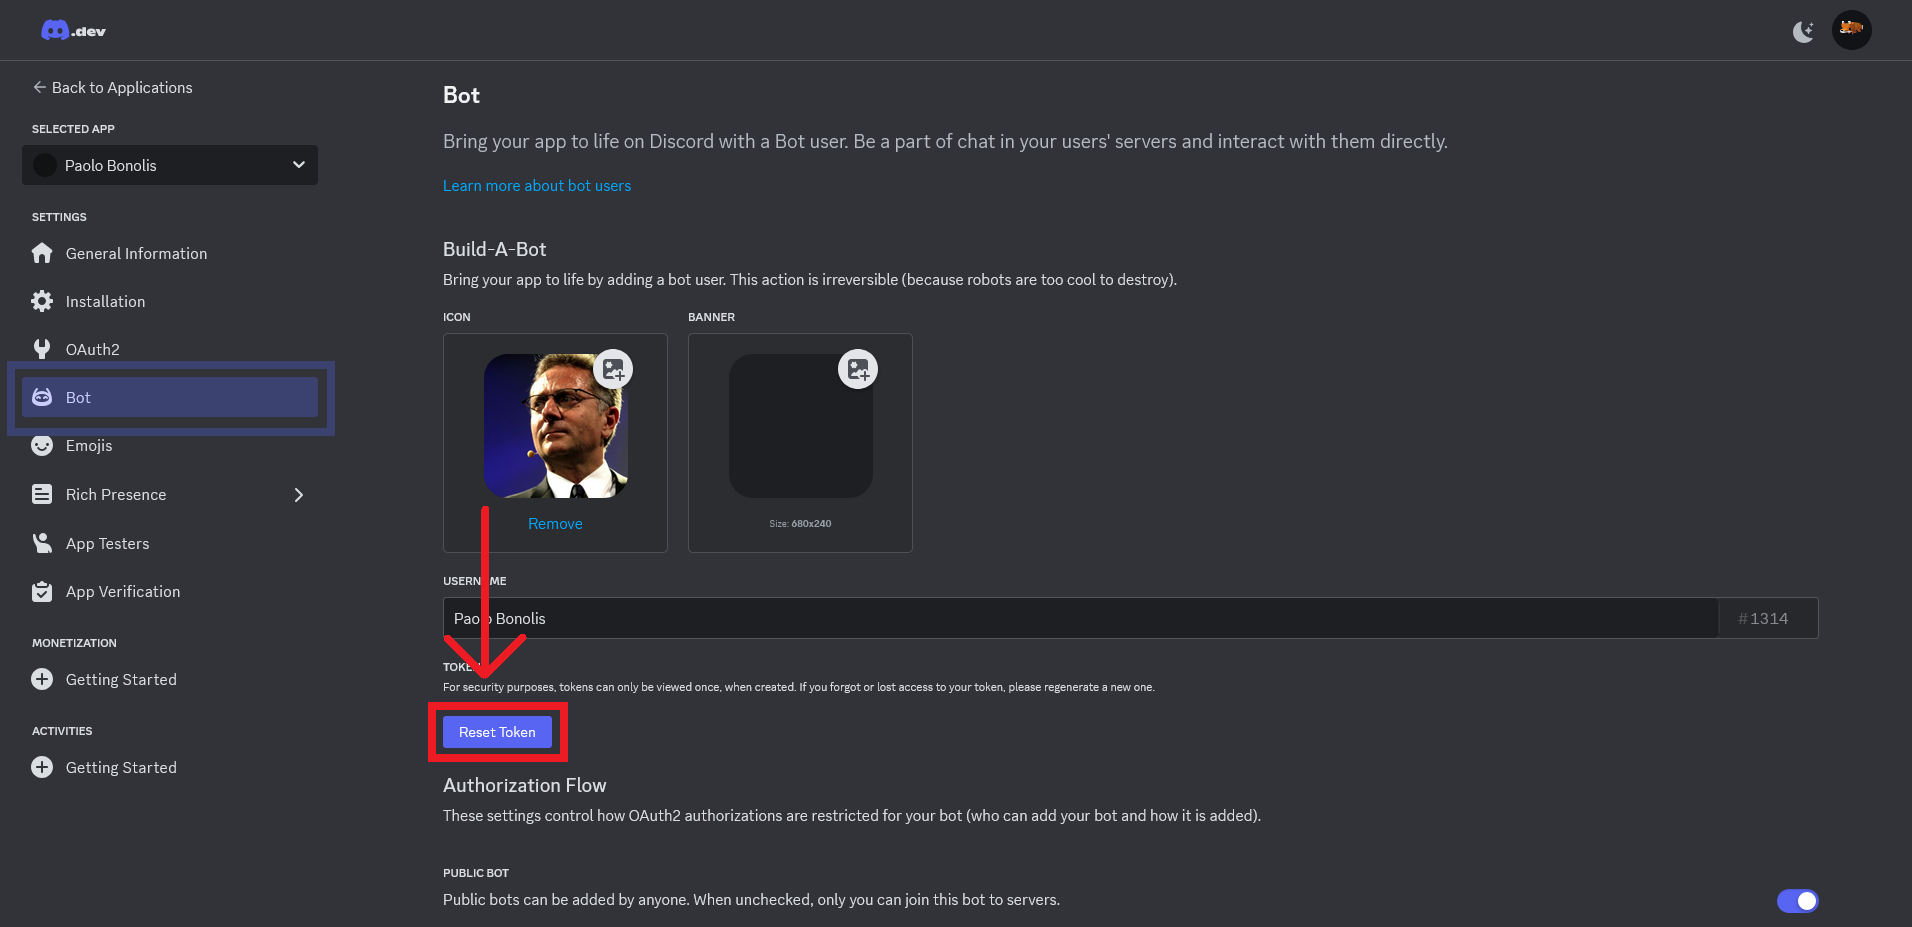 .dev
Back to Applications
SELECTED APP
Paolo Bonolis
SETTINGS
General Information
Installation
OAuth2
Bot
Emojis
Rich Presence
App Testers
App Verification
MONETIZATION
Getting Started
ACTIVITIES
Getting Started
Bot
Bring your app to life on Discord with a Bot user. Be a part of chat in your users' servers and interact with them directly.
Learn more about bot users
Build-A-Bot
Bring your app to life by adding a bot user. This action is irreversible (because robots are too cool to destroy).
ICON
BANNER
Remove
Size: 680x240
USERNAME
Paolo Bonolis
#1314
TOKEN
For security purposes, tokens can only be viewed once, when created. If you forgot or lost access to your token, please regenerate a new one.
Reset Token
Authorization Flow
These settings control how OAuth2 authorizations are restricted for your bot (who can add your bot and how it is added).
PUBLIC BOT
Public bots can be added by anyone. When unchecked, only you can join this bot to servers.